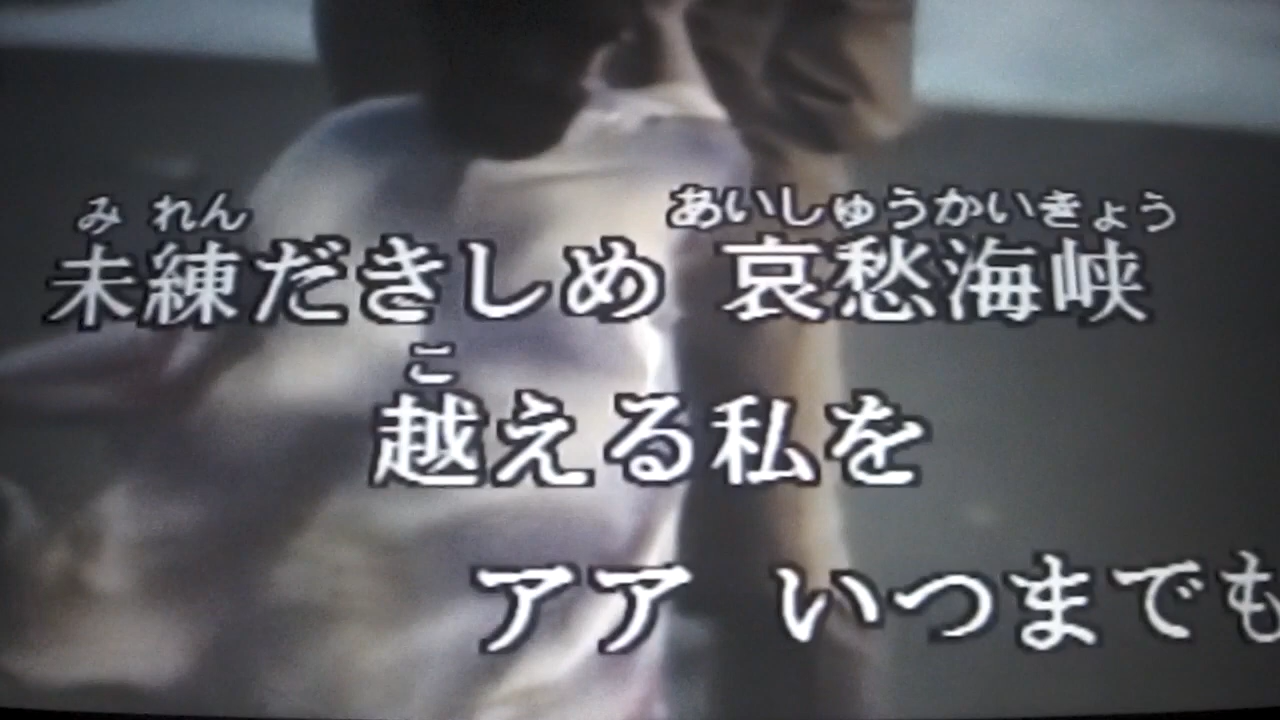 みれん あいしゅうかいきょう
未練だきしめ 哀愁海峡
こ
越える私を
アア いつまでも